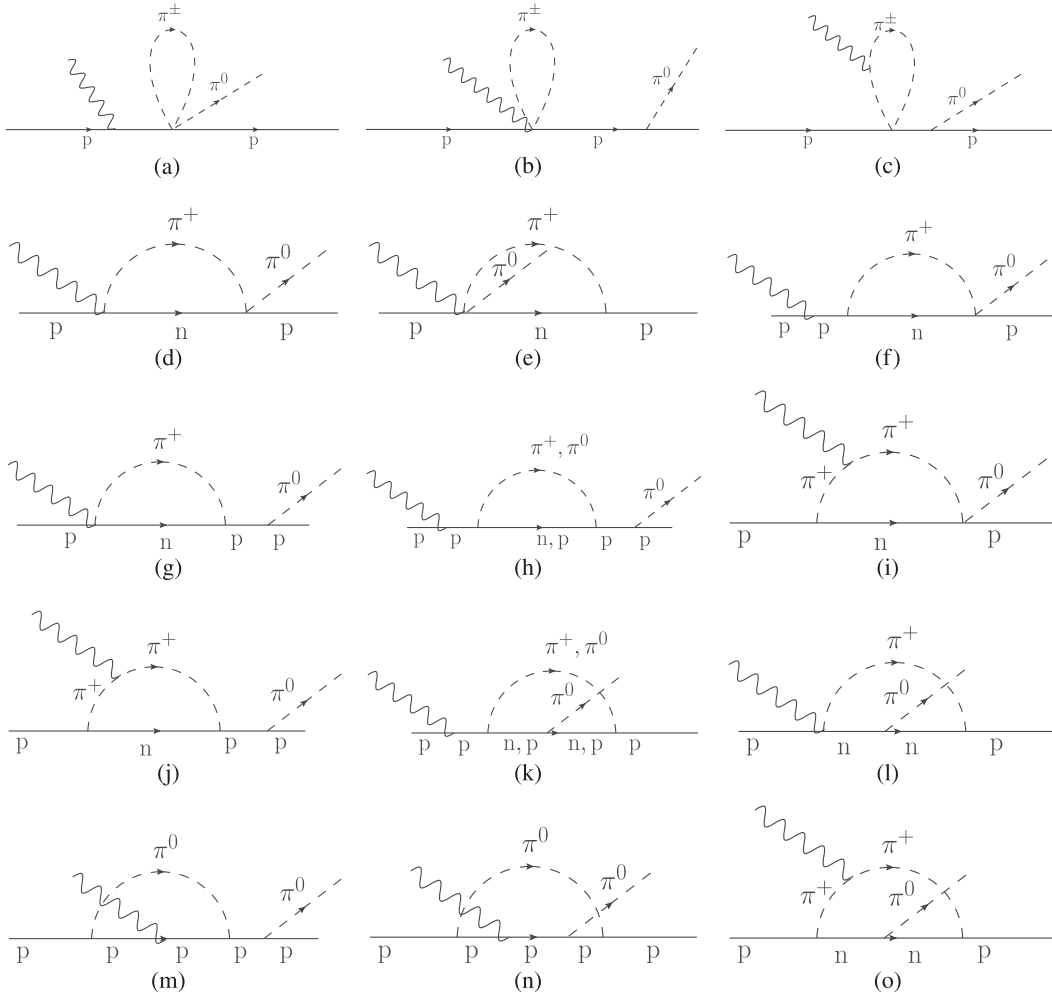 π± π± π±
π⁰ π⁰ π⁰
p p p p p p
(a) (b) (c)
π⁺ π⁺ π⁺
π⁰ π⁰ π⁰
p n p p n p p p n p
(d) (e) (f)
π⁺ π⁺, π⁰ π⁺
π⁰ π⁰ π⁺ π⁰
p n p p p p n, p p p p n p
(g) (h) (i)
π⁺ π⁺, π⁰ π⁺
π⁺ π⁰ π⁰ π⁰
p n p p p p n, p n, p p p n n p
(j) (k) (l)
π⁰ π⁰ π⁺
π⁰ π⁰ π⁺ π⁰
p p p p p p p p p p p n n p
(m) (n) (o)